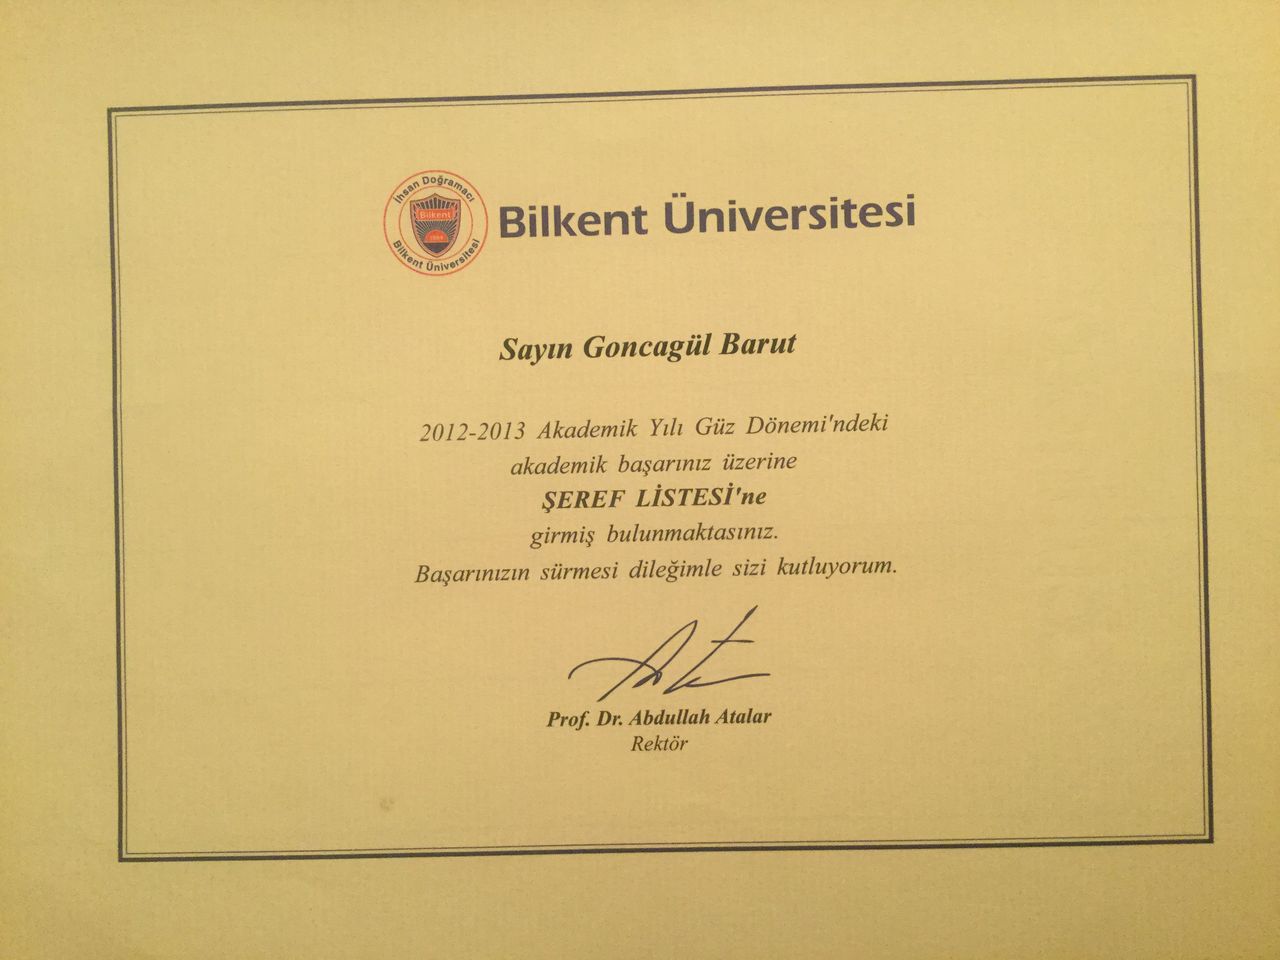 İhsan Doğramacı
Bilkent
1984
Bilkent Üniversitesi
Bilkent Üniversitesi
Sayın Goncagül Barut
2012-2013 Akademik Yılı Güz Dönemi'ndeki
akademik başarınız üzerine
ŞEREF LİSTESİ'ne
girmiş bulunmaktasınız.
Başarınızın sürmesi dileğimle sizi kutluyorum.
Prof. Dr. Abdullah Atalar
Rektör